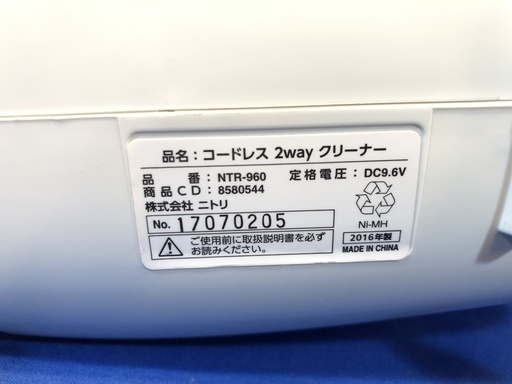 品名：コードレス 2way クリーナー
品　　番： NTR-960　定格電圧：DC9.6V
商品CD： 8580544
株式会社 ニトリ
No. 17070205
Ni-MH
ご使用前に取扱説明書を必ず
お読みください。
2016年製
MADE IN CHINA